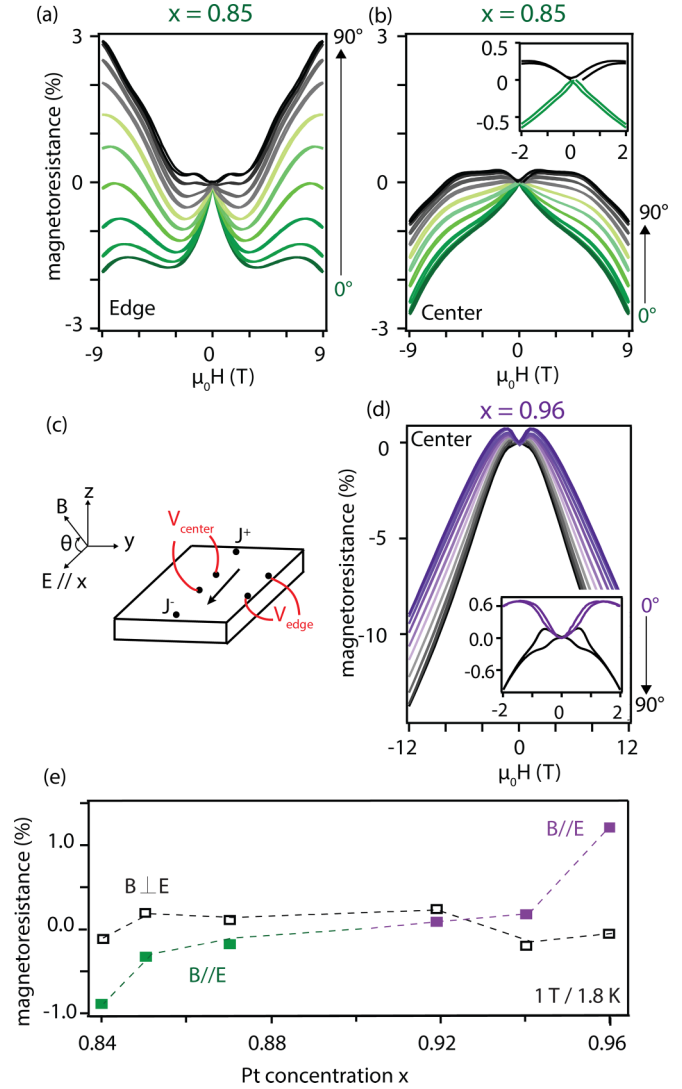 (a)
x = 0.85
(b)
x = 0.85
3
0
-3
-9
0
9
90°
0°
magnetoresistance (%)
Edge
μ₀H (T)
3
0
-3
-9
0
9
90°
0°
Center
μ₀H (T)
0.5
0
-0.5
-2
0
2
(c)
z
B
θ
y
E // x
Vcenter
J⁺
J⁻
Vedge
(d)
x = 0.96
Center
0
-5
-10
magnetoresistance (%)
-12
0
12
μ₀H (T)
0.6
0.0
-0.6
-2
0
2
0°
90°
(e)
magnetoresistance (%)
1.0
0.0
-1.0
B ⊥ E
B//E
B//E
1 T / 1.8 K
0.84
0.88
0.92
0.96
Pt concentration x